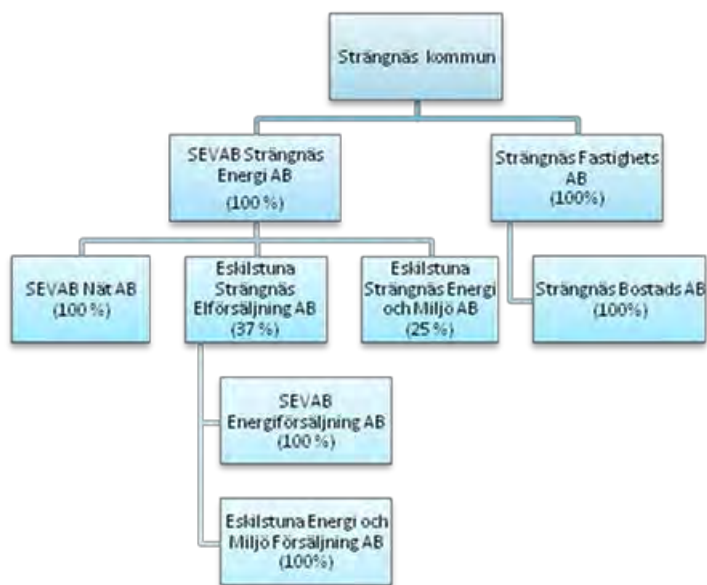 Strängnäs kommun
SEVAB Strängnäs
Energi AB
(100 %)
Strängnäs Fastighets
AB
(100%)
SEVAB Nät AB
(100 %)
Eskilstuna
Strängnäs
Elförsäljning AB
(37 %)
Eskilstuna
Strängnäs Energi
och Miljö AB
(25 %)
Strängnäs Bostads AB
(100%)
SEVAB
Energiförsäljning AB
(100 %)
Eskilstuna Energi och
Miljö Försäljning AB
(100%)